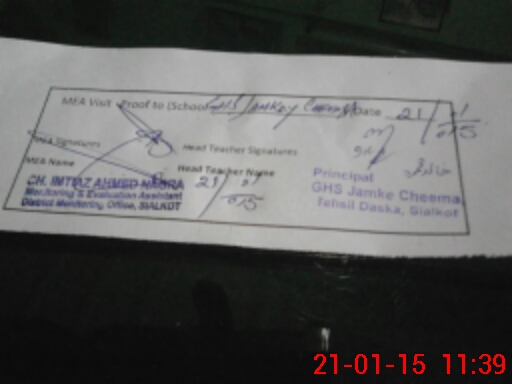 MEA Visit Proof to (School GHS Jamkey Cheema) Date 21/1/015
MEA Signatures
Head Teacher Signatures
MEA Name
Head Teacher Name
CH. IMTIAZ AHMED NAGRA
Monitoring & Evaluation Assistant
District Monitoring Office, SIALKOT
21/1/015
Principal
GHS Jamke Cheema
Tehsil Daska, Sialkot
21-01-15 11:39